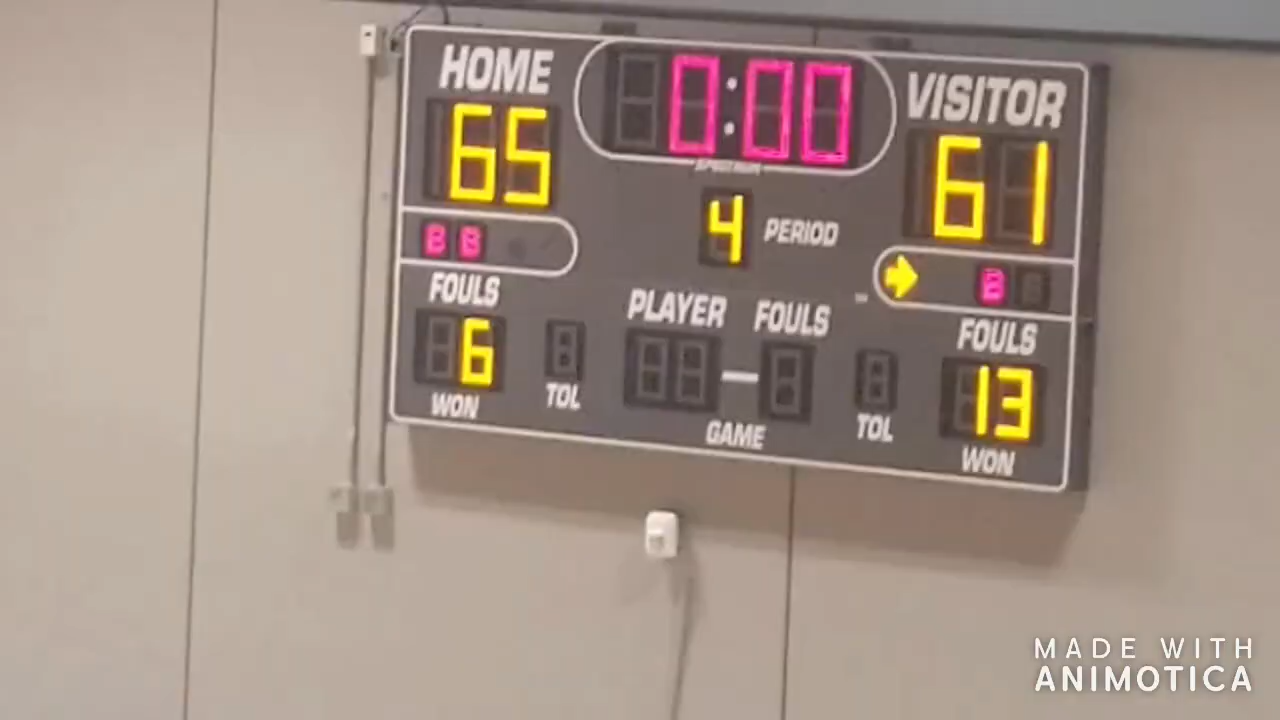 HOME
0:00
VISITOR
65
61
SPECTRUM
4 PERIOD
B B
B
FOULS
PLAYER FOULS
FOULS
6
13
WON
TOL
GAME
TOL
WON
MADE WITH
ANIMOTICA